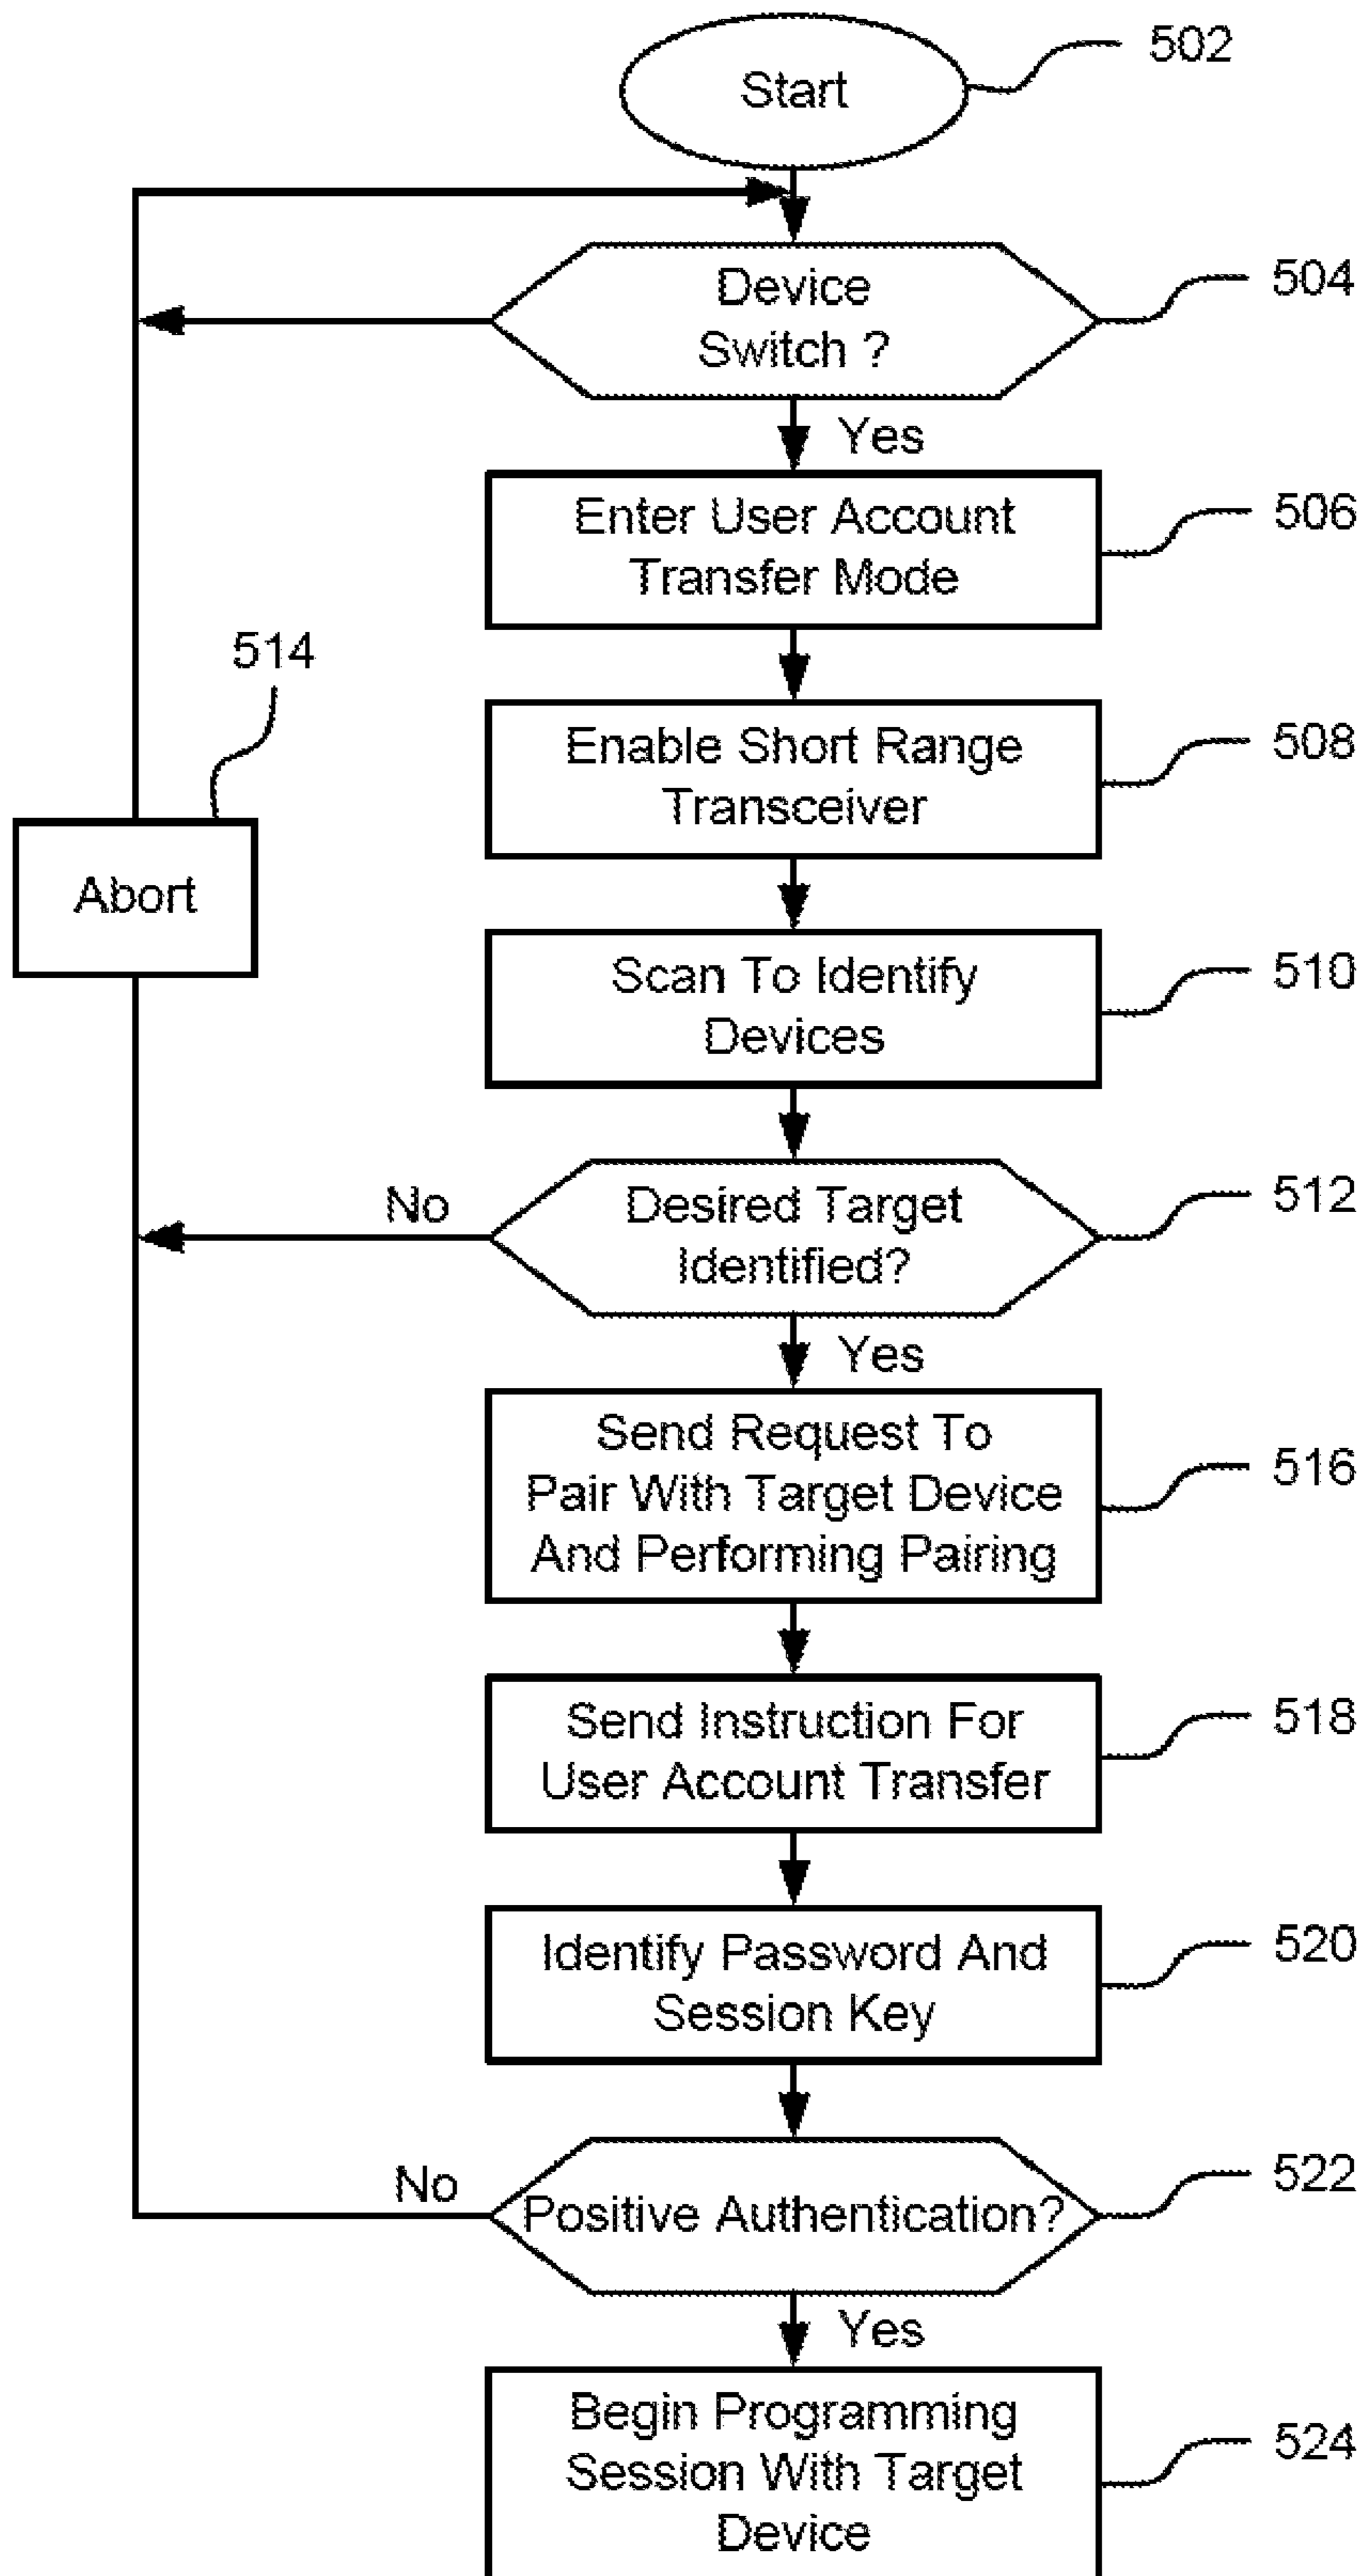 Start
502
Device
Switch ?
504
Yes
Enter User Account
Transfer Mode
506
514
Enable Short Range
Transceiver
508
Abort
Scan To Identify
Devices
510
No
Desired Target
Identified?
512
Yes
Send Request To
Pair With Target Device
And Performing Pairing
516
Send Instruction For
User Account Transfer
518
Identify Password And
Session Key
520
No
Positive Authentication?
522
Yes
Begin Programming
Session With Target
Device
524